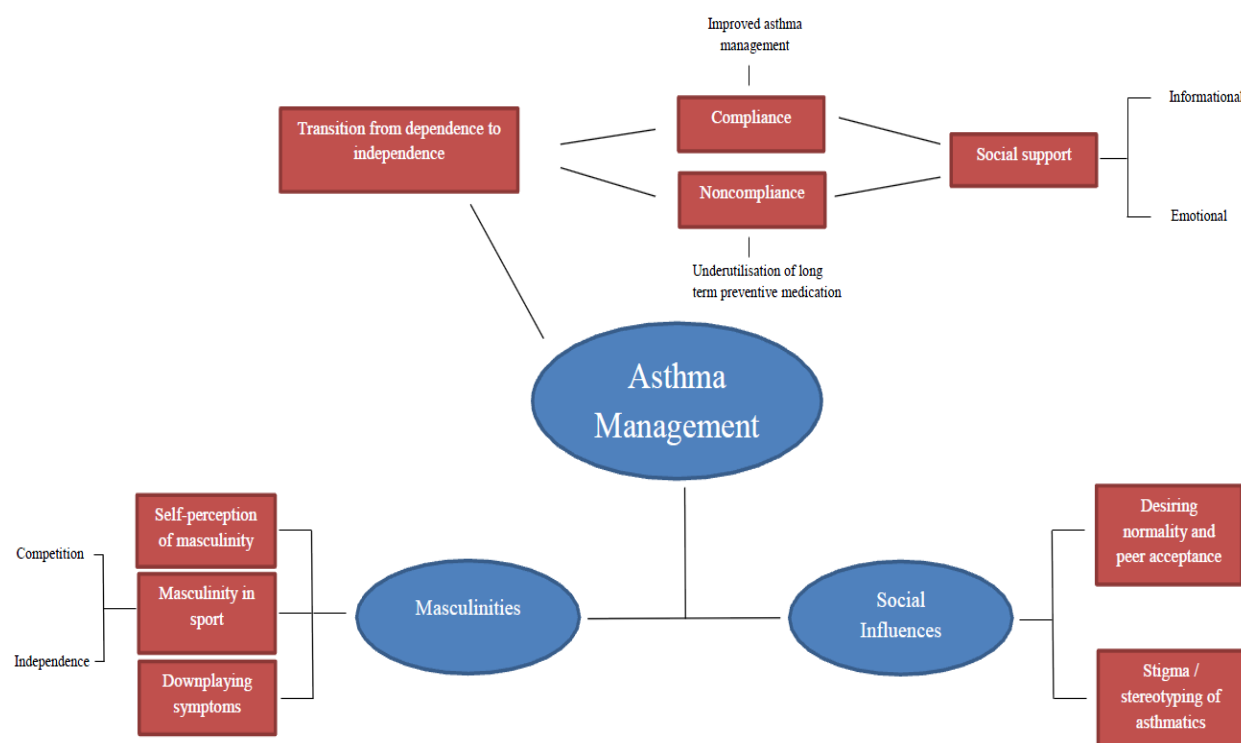 Improved asthma
management
Compliance
Informational
Transition from dependence to
independence
Social support
Noncompliance
Emotional
Underutilisation of long
term preventive medication
Asthma
Management
Self-perception
of masculinity
Competition
Masculinity in
sport
Independence
Downplaying
symptoms
Masculinities
Social
Influences
Desiring
normality and
peer acceptance
Stigma /
stereotyping of
asthmatics